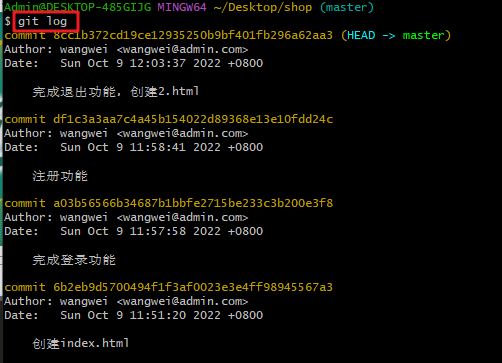 Admin@DESKTOP-485GIJG MINGW64 ~/Desktop/shop (master)
$ git log
commit 8cc1b372cd19ce12935250b9bf401fb296a62aa3 (HEAD -> master)
Author: wangwei <wangwei@admin.com>
Date:   Sun Oct 9 12:03:37 2022 +0800
完成退出功能, 创建2.html
commit df1c3a3aa7c4a45b154022d89368e13e10fdd24c
Author: wangwei <wangwei@admin.com>
Date:   Sun Oct 9 11:58:41 2022 +0800
注册功能
commit a03b56566b34687b1bbfe2715be233c3b200e3f8
Author: wangwei <wangwei@admin.com>
Date:   Sun Oct 9 11:57:58 2022 +0800
完成登录功能
commit 6b2eb9d5700494f1f3af0023e3e4ff98945567a3
Author: wangwei <wangwei@admin.com>
Date:   Sun Oct 9 11:51:20 2022 +0800
创建index.html